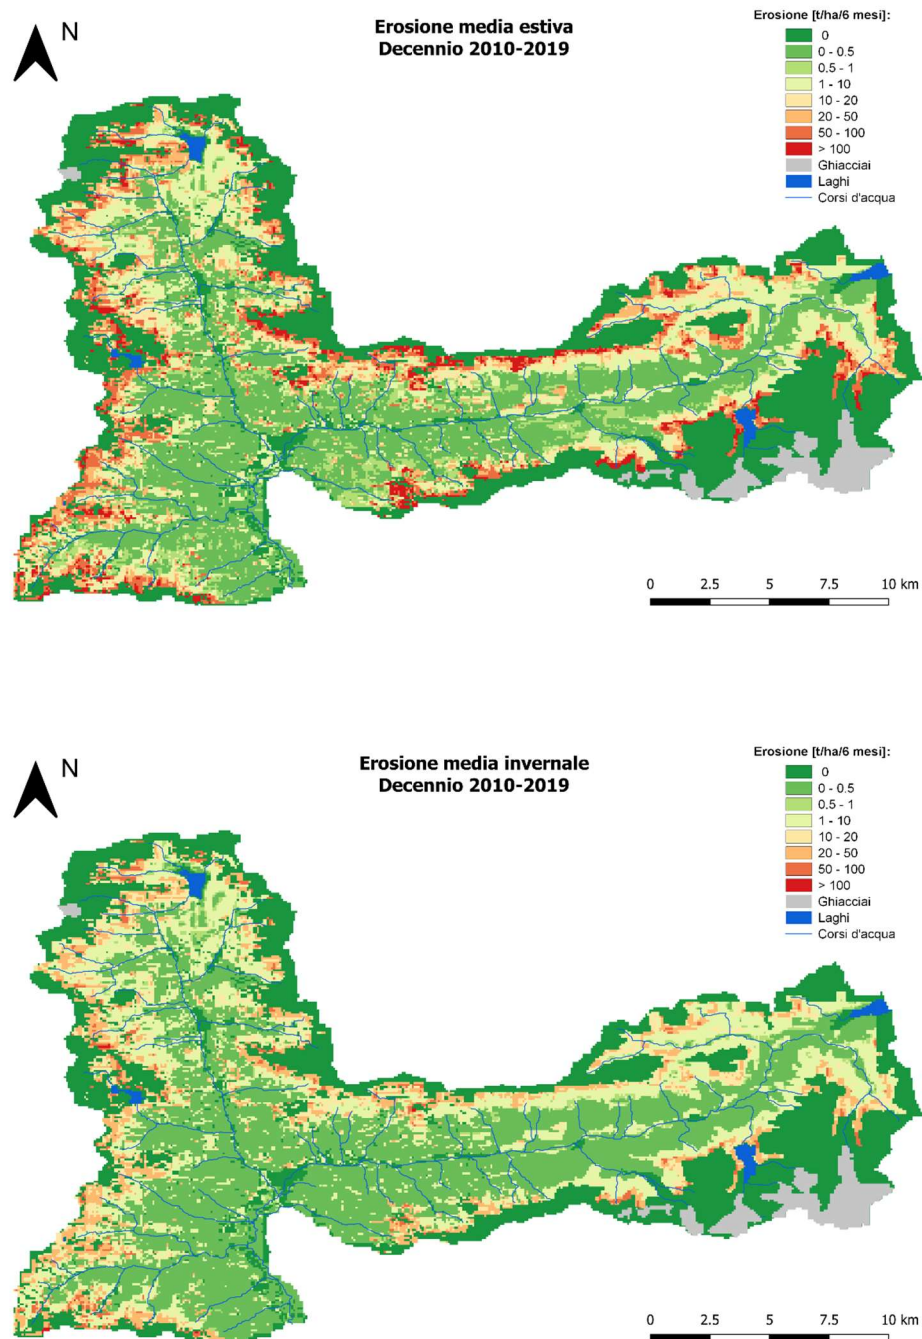 N
Erosione media estiva
Decennio 2010-2019
Erosione [t/ha/6 mesi]:
0
0 - 0.5
0.5 - 1
1 - 10
10 - 20
20 - 50
50 - 100
> 100
Ghiacciai
Laghi
Corsi d'acqua
0 2.5 5 7.5 10 km
N
Erosione media invernale
Decennio 2010-2019
Erosione [t/ha/6 mesi]:
0
0 - 0.5
0.5 - 1
1 - 10
10 - 20
20 - 50
50 - 100
> 100
Ghiacciai
Laghi
Corsi d'acqua
0 2.5 5 7.5 10 km